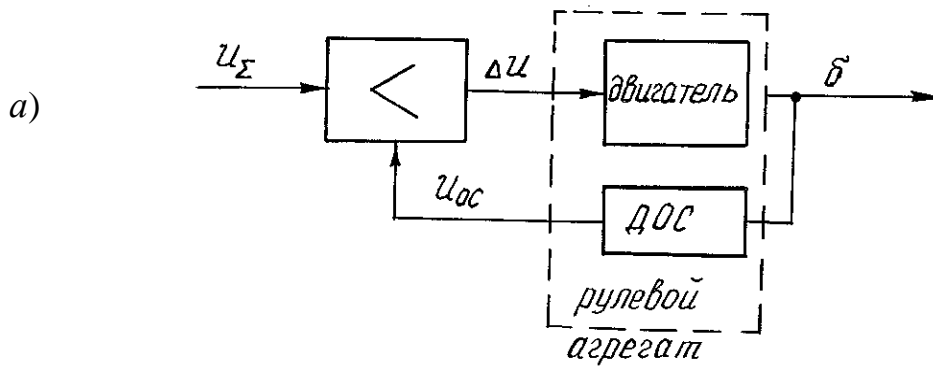 а)
U_Σ
<
ΔU
двигатель
б
U_ОС
ДОС
рулевой
агрегат